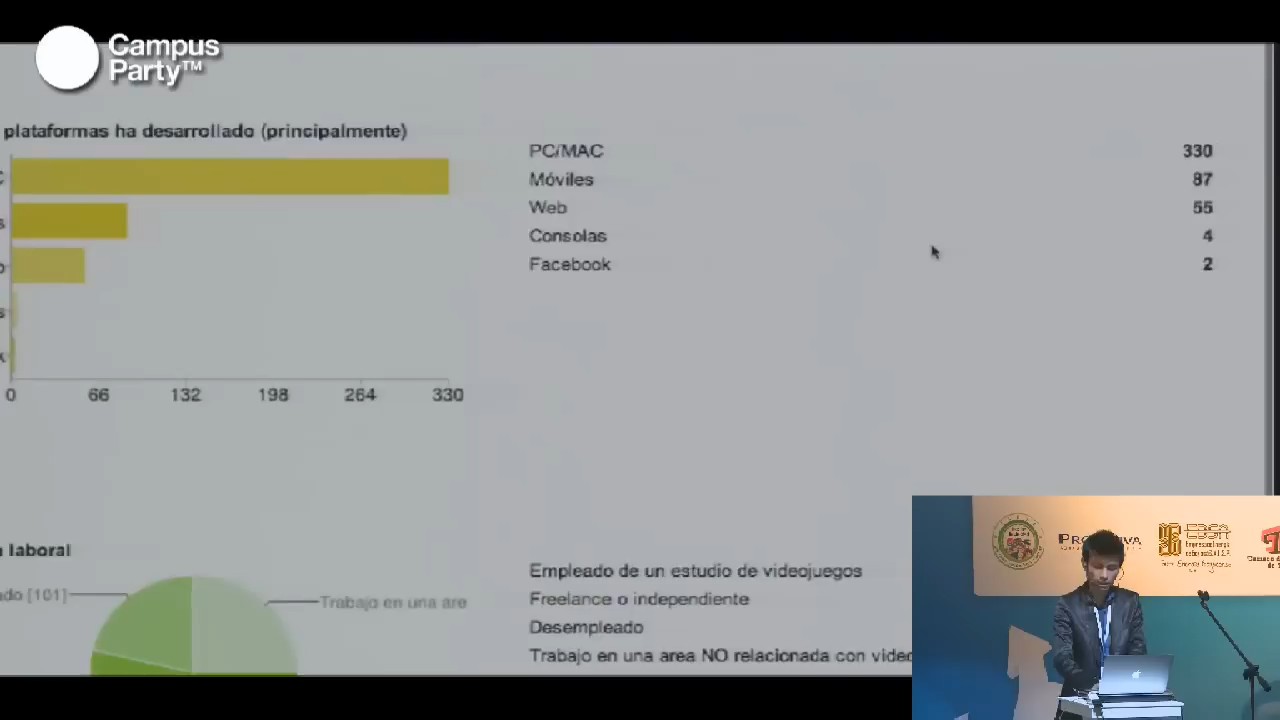 Campus
Party™
plataformas ha desarrollado (principalmente)
PC/MAC 330
Móviles 87
Web 55
Consolas 4
Facebook 2
0 66 132 198 264 330
laboral
[101]
Trabajo en una are
Empleado de un estudio de videojuegos
Freelance o independiente
Desempleado
Trabajo en una area NO relacionada con video